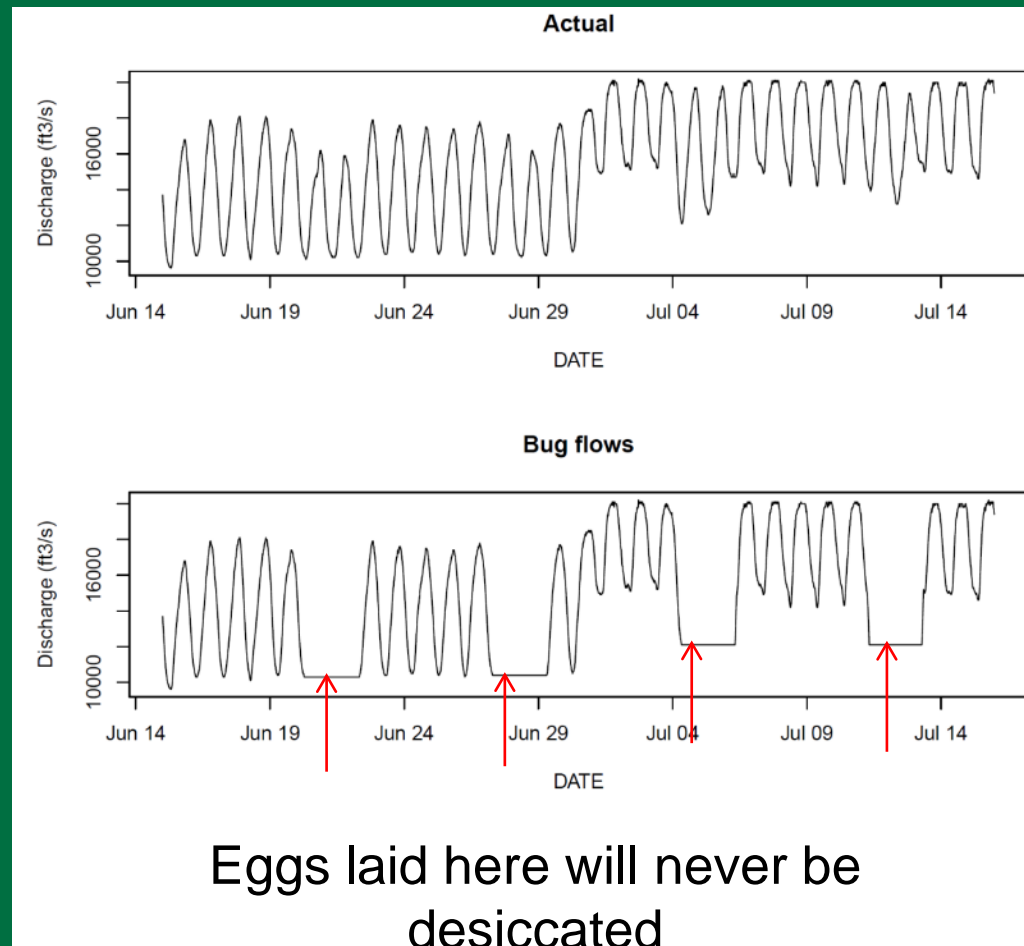 Actual
Discharge (ft3/s)
16000
10000
Jun 14 Jun 19 Jun 24 Jun 29 Jul 04 Jul 09 Jul 14
DATE
Bug flows
Discharge (ft3/s)
16000
10000
Jun 14 Jun 19 Jun 24 Jun 29 Jul 04 Jul 09 Jul 14
DATE
Eggs laid here will never be
desiccated